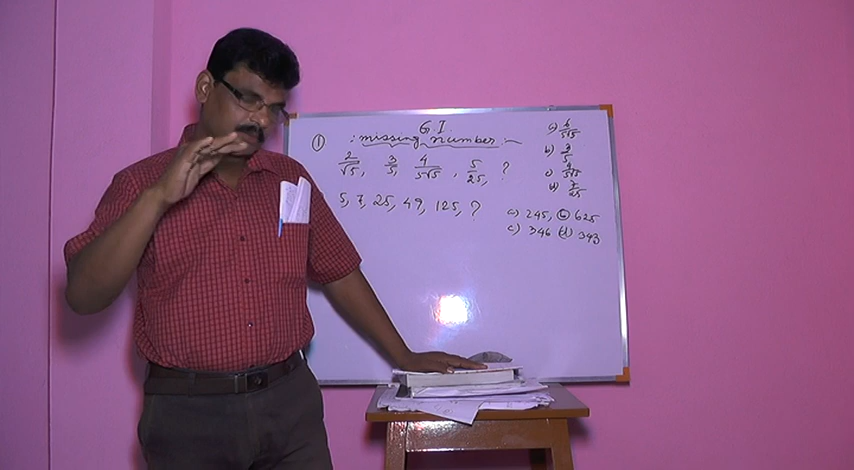 G.I.
① : missing number :-
2/√5, 3/5, 4/5√5, 5/25, ?
a) 6/5√5
b) 3/5
c) 4/5√5
d) 7/25
5, 7, 25, 49, 125, ?
a) 245, ⓑ 625
c) 346 ⓓ 343